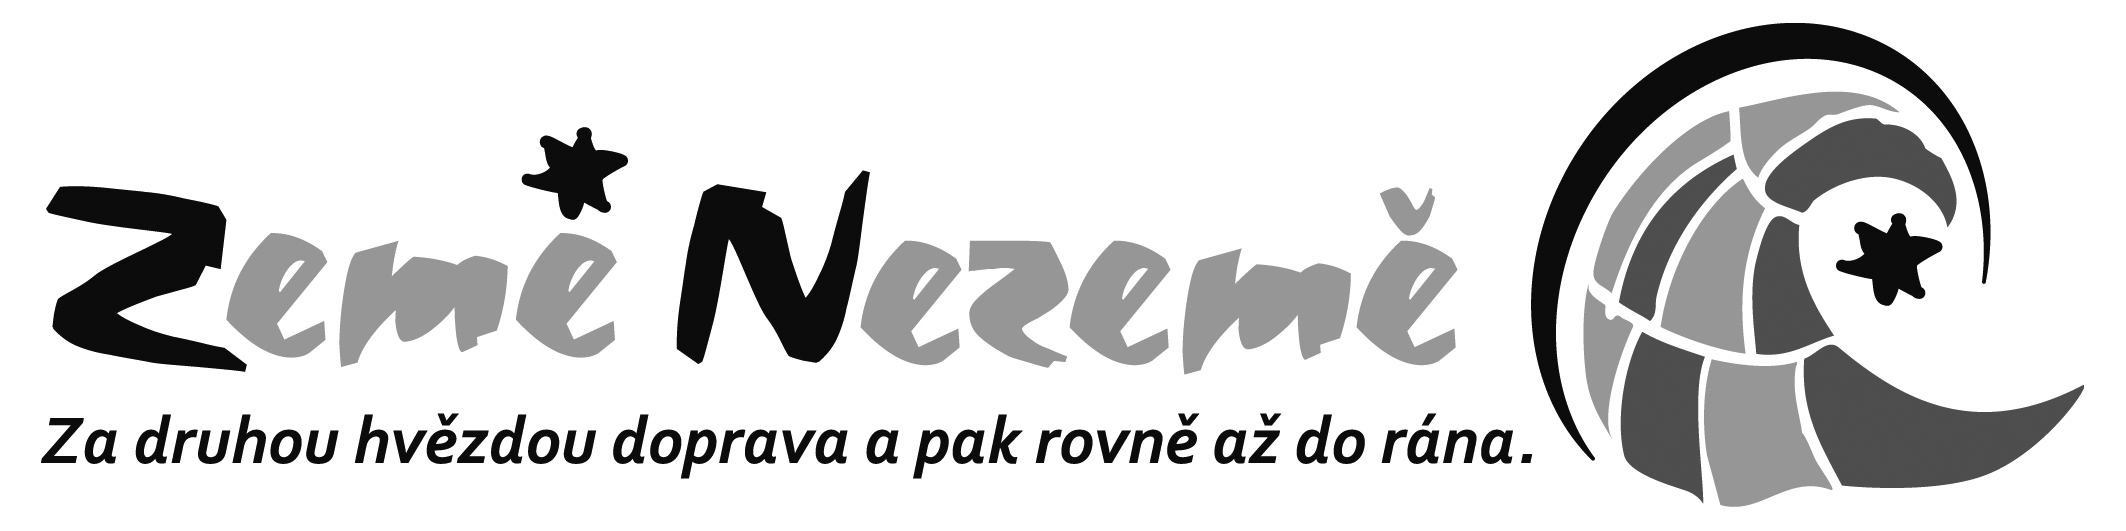 Země Nezemě
Za druhou hvězdou doprava a pak rovně až do rána.